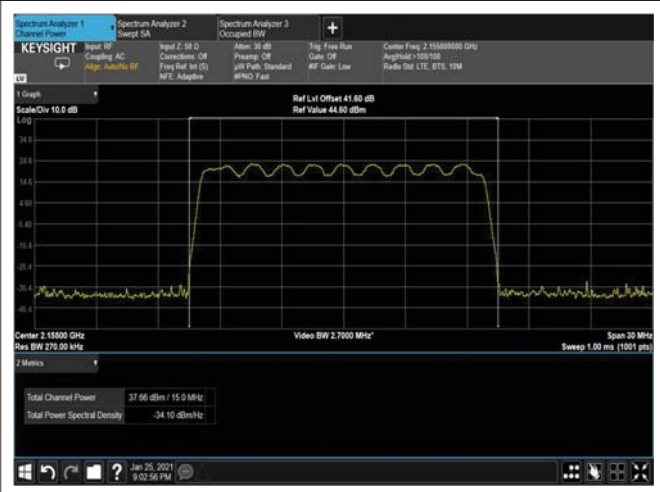 Spectrum Analyzer 1
Channel Power
Spectrum Analyzer 2
Swept SA
Spectrum Analyzer 3
Occupied BW
+
KEYSIGHT
Input: RF
Coupling: AC
Align: Auto/No RF
Input Z: 50 Ω
Corrections: Off
Freq Ref: Int (S)
NFE: Adaptive
Atten: 30 dB
Preamp: Off
µW Path: Standard
#PNO: Fast
Trig: Free Run
Gate: Off
#IF Gain: Low
Center Freq: 2.155000000 GHz
Avg|Hold:>100/100
Radio Std: LTE, BTS, 10M
LVI
1 Graph
Scale/Div 10.0 dB
Ref Lvl Offset 41.60 dB
Ref Value 44.60 dBm
Log
34.6
24.6
14.6
4.60
-5.40
-15.4
-25.4
-35.4
-45.4
Center 2.15500 GHz
Video BW 2.7000 MHz*
Span 30 MHz
Res BW 270.00 kHz
Sweep 1.00 ms (1001 pts)
2 Metrics
Total Channel Power 37.66 dBm / 15.0 MHz
Total Power Spectral Density -34.10 dBm/Hz
?
Jan 25, 2021
9:02:56 PM